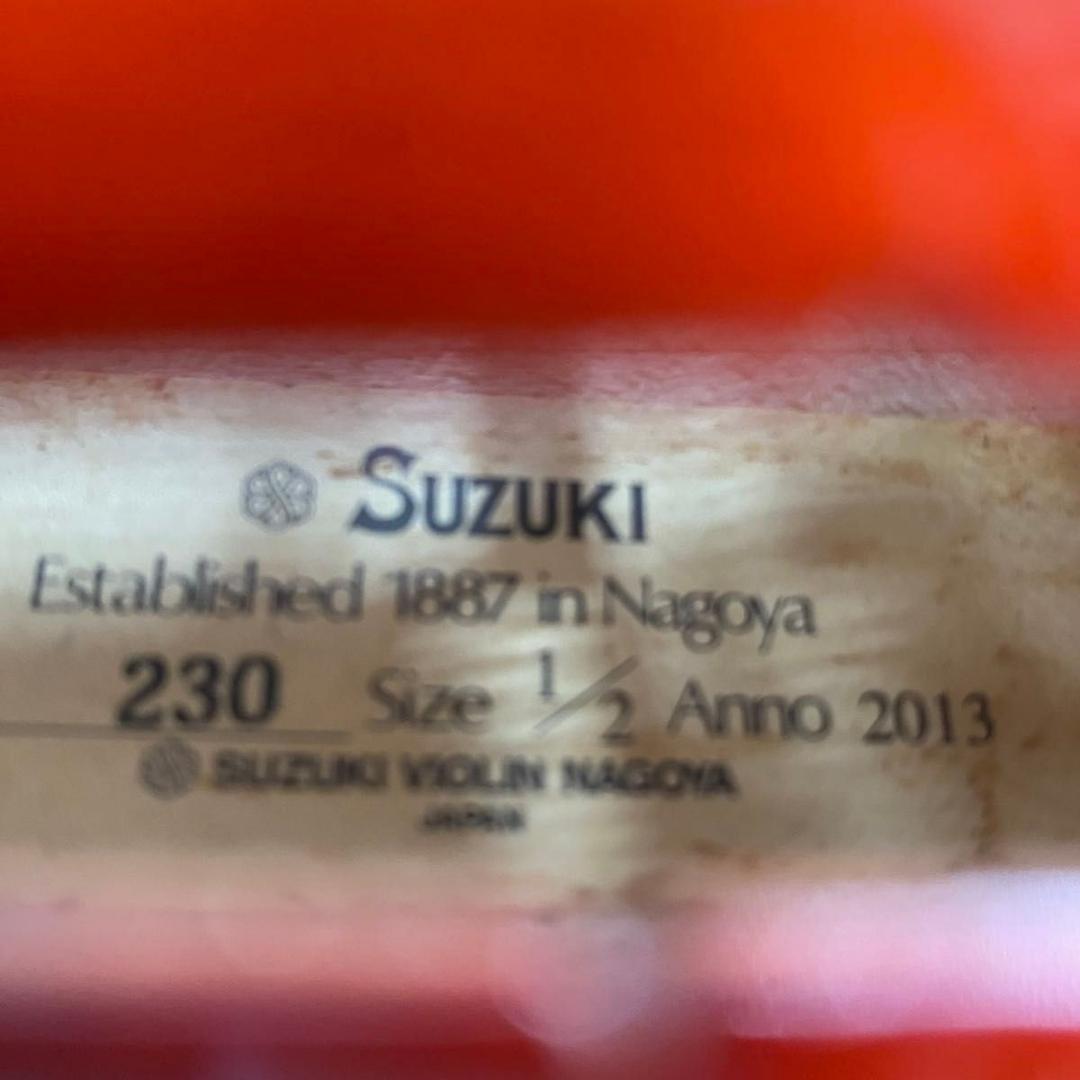 SUZUKI
Established 1887 in Nagoya
230 Size 1/2 Anno 2013
SUZUKI VIOLIN NAGOYA
JAPAN